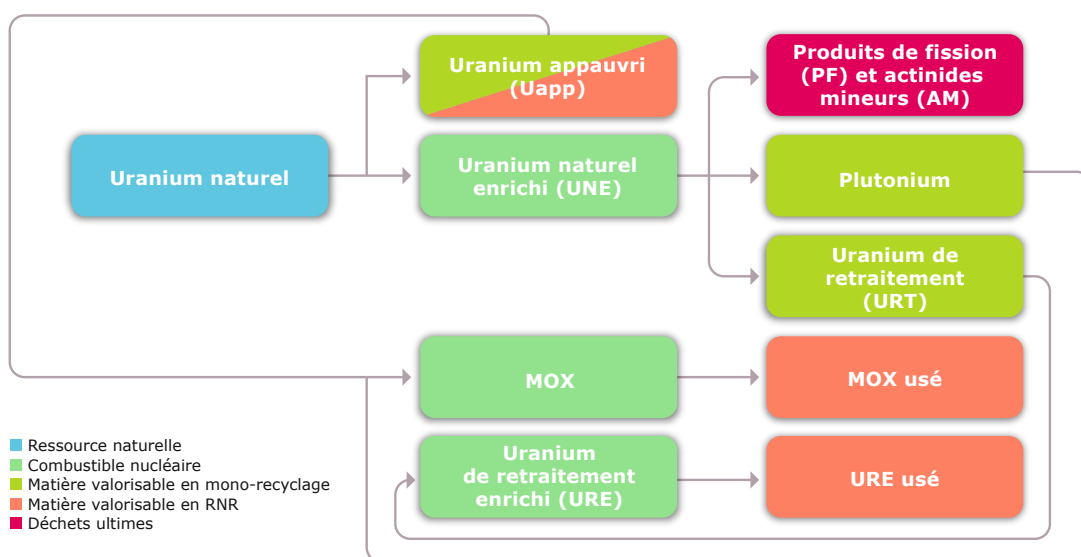 Uranium appauvri
(Uapp)
Produits de fission
(PF) et actinides
mineurs (AM)
Uranium naturel
Uranium naturel
enrichi (UNE)
Plutonium
Uranium de
retraitement
(URT)
MOX
MOX usé
Uranium
de retraitement
enrichi (URE)
URE usé
Ressource naturelle
Combustible nucléaire
Matière valorisable en mono-recyclage
Matière valorisable en RNR
Déchets ultimes